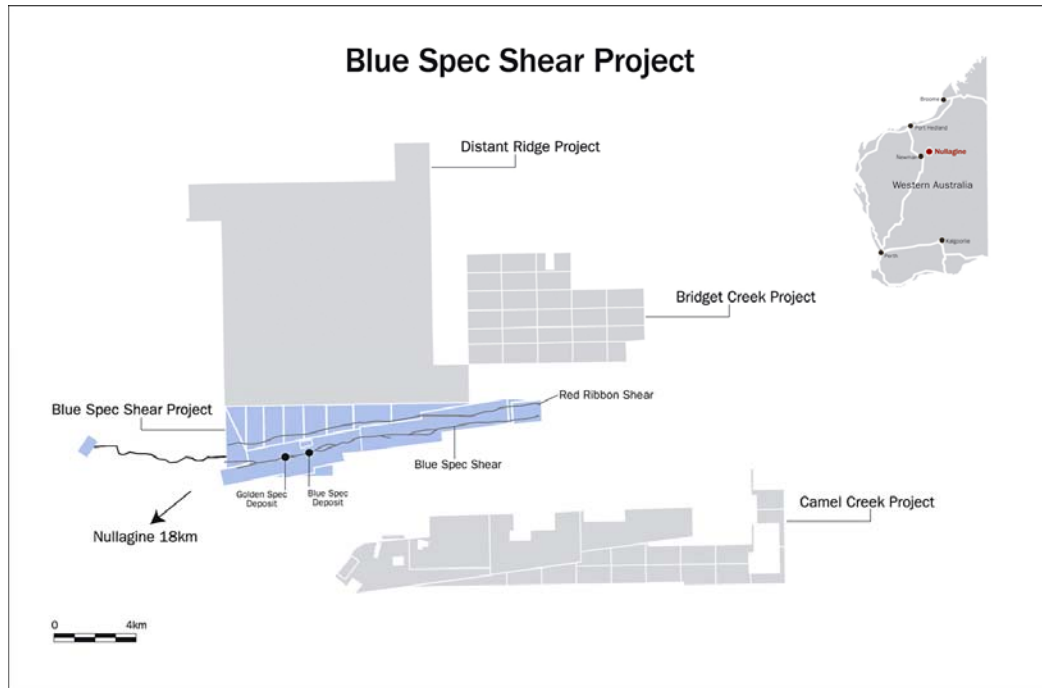 Blue Spec Shear Project
Broome
Port Hedland
Nullagine
Newman
Western Australia
Kalgoorlie
Perth
Distant Ridge Project
Bridget Creek Project
Blue Spec Shear Project
Red Ribbon Shear
Blue Spec Shear
Golden Spec
Deposit
Blue Spec
Deposit
Nullagine 18km
Camel Creek Project
0 4km